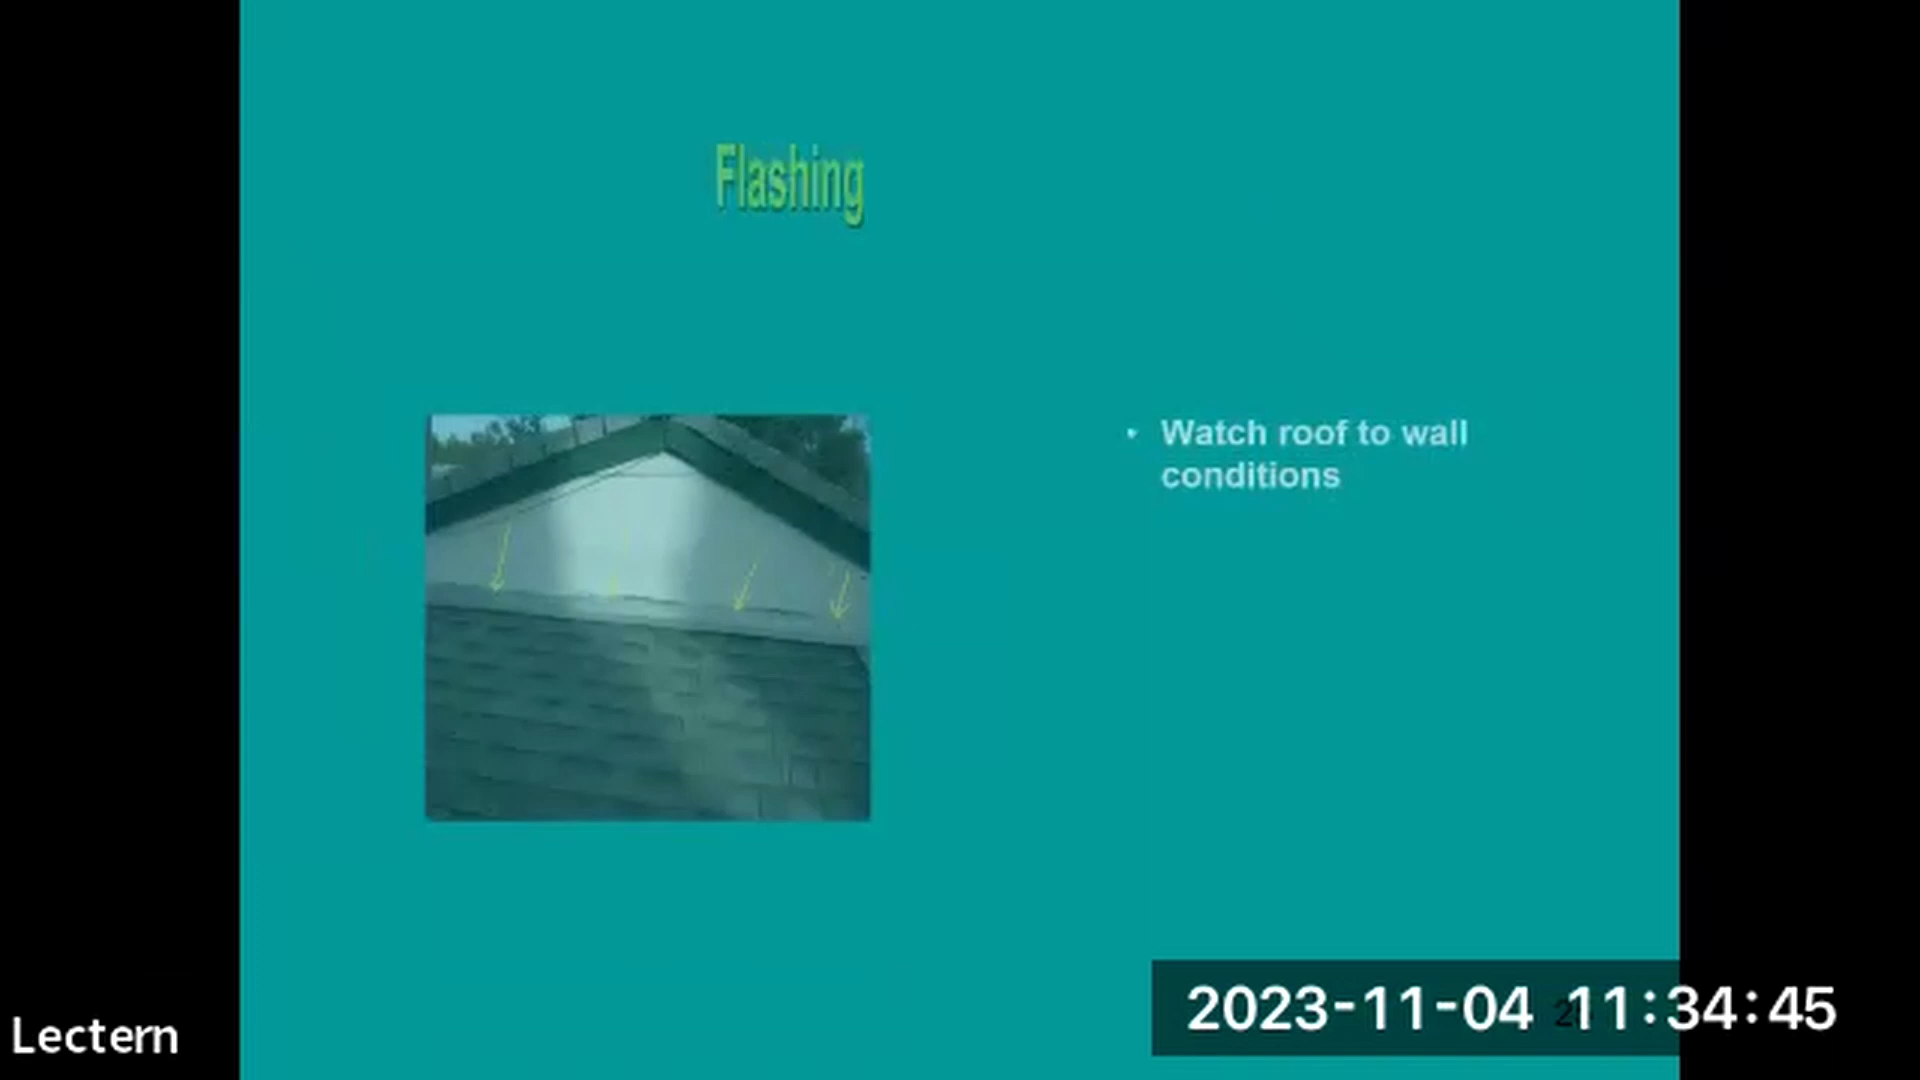 Flashing
Watch roof to wall
conditions
2023-11-04 11:34:45
Lectern